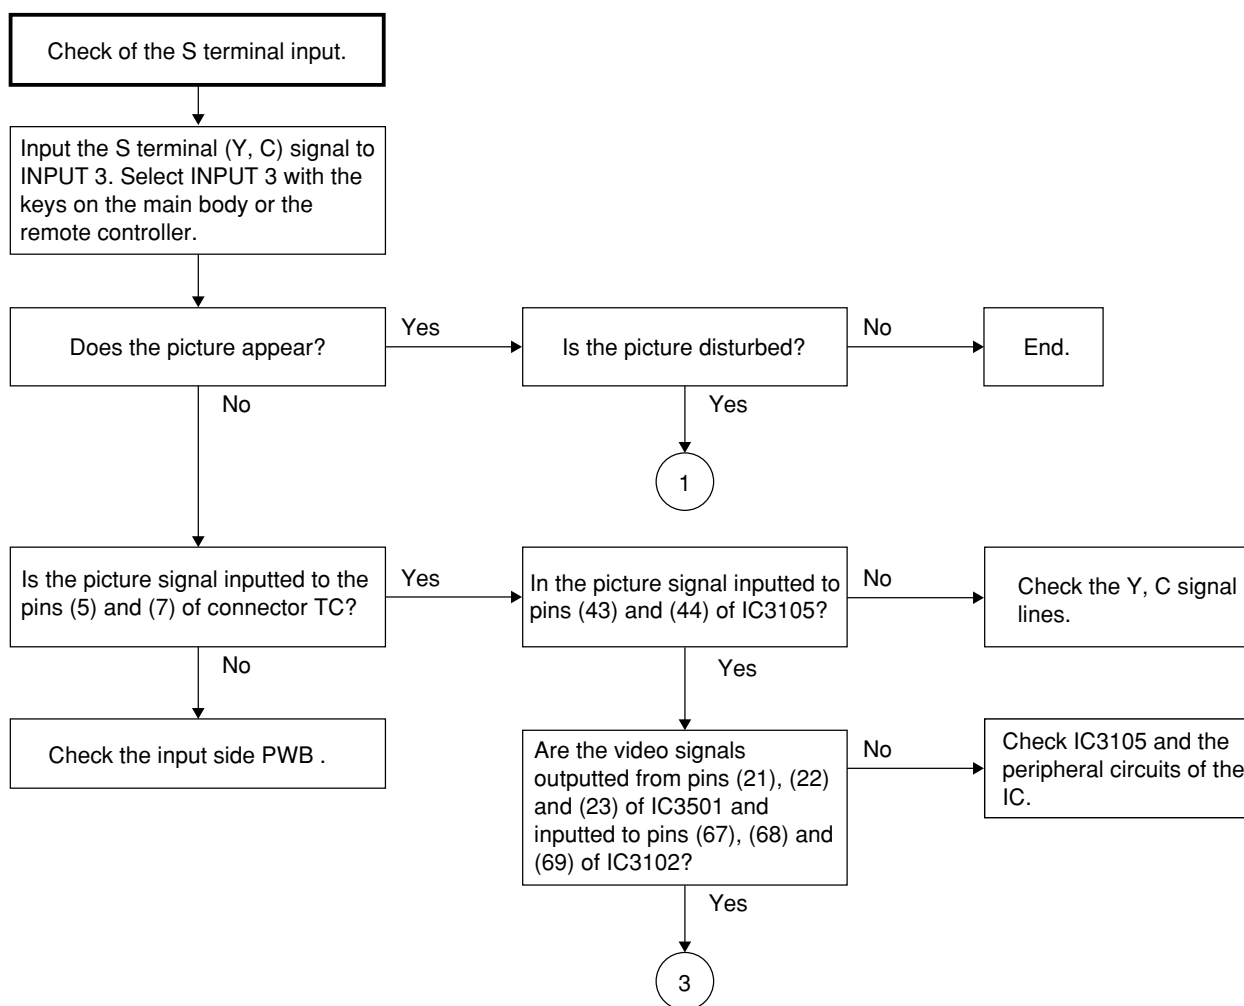 Check of the S terminal input.
Input the S terminal (Y, C) signal to
INPUT 3. Select INPUT 3 with the
keys on the main body or the
remote controller.
Does the picture appear?
Yes
Is the picture disturbed?
No
End.
No
Yes
1
Is the picture signal inputted to the
pins (5) and (7) of connector TC?
Yes
In the picture signal inputted to
pins (43) and (44) of IC3105?
No
Check the Y, C signal
lines.
No
Yes
Check the input side PWB .
Are the video signals
outputted from pins (21), (22)
and (23) of IC3501 and
inputted to pins (67), (68) and
(69) of IC3102?
No
Check IC3105 and the
peripheral circuits of the
IC.
Yes
3